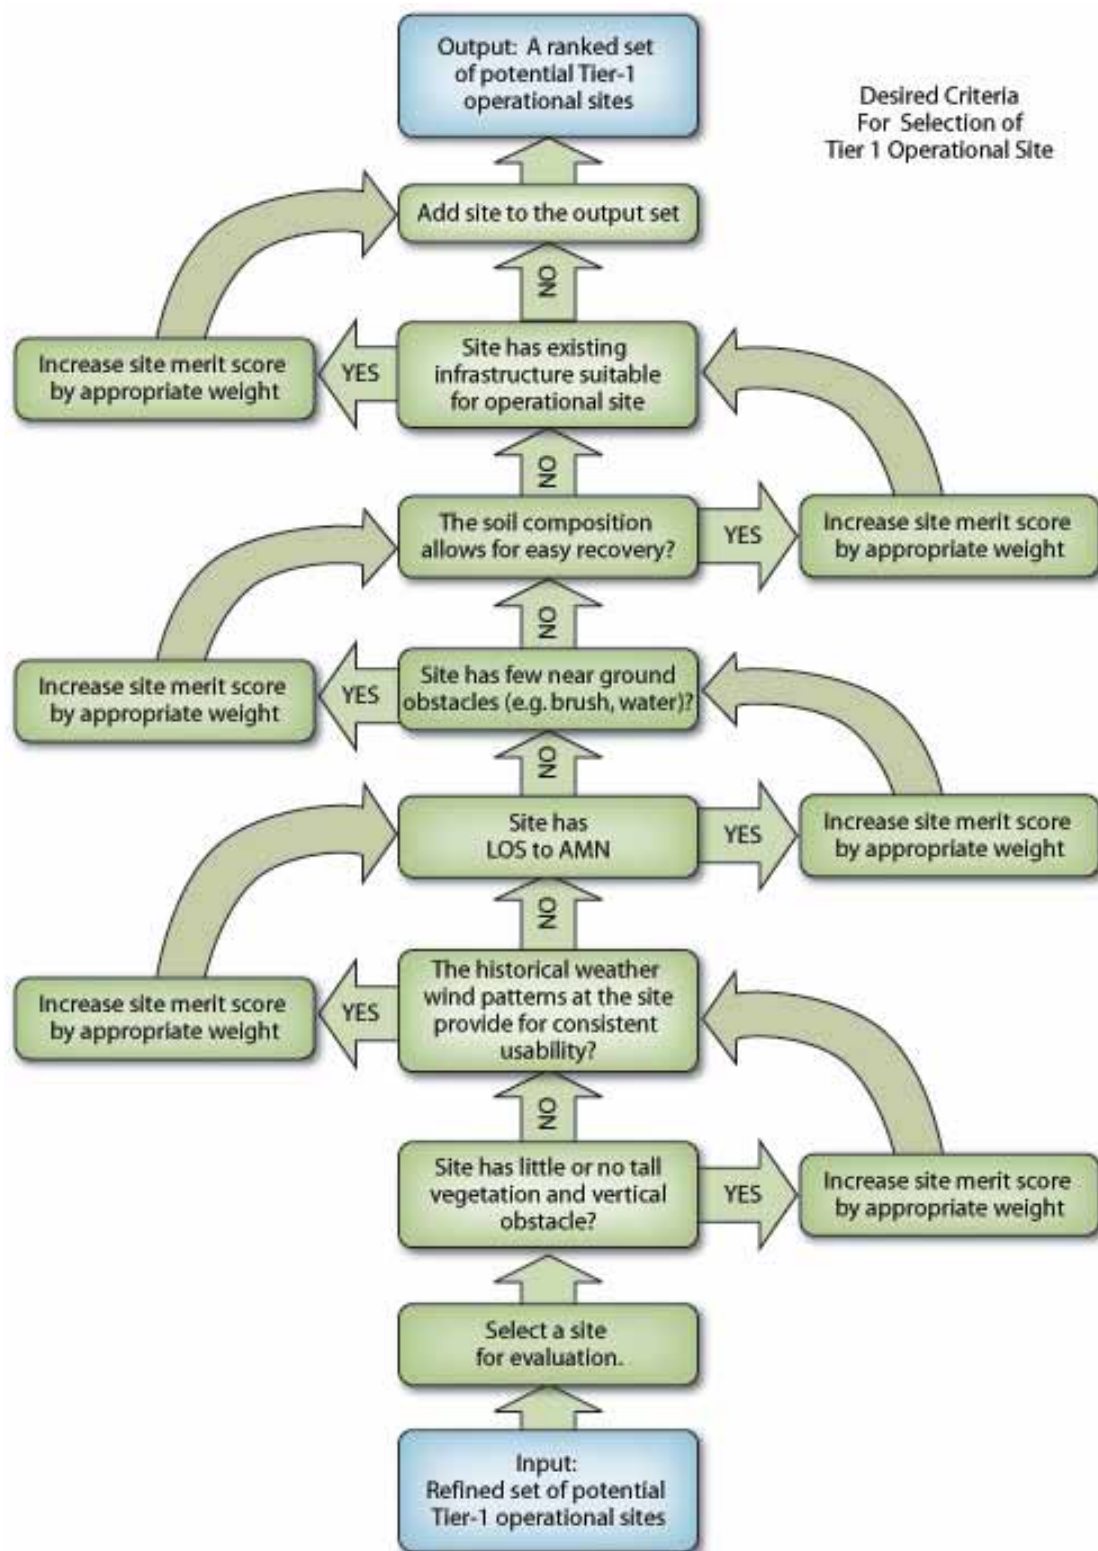 Output: A ranked set
of potential Tier-1
operational sites
Desired Criteria
For Selection of
Tier 1 Operational Site
Add site to the output set
NO
Increase site merit score
by appropriate weight
YES
Site has existing
infrastructure suitable
for operational site
NO
The soil composition
allows for easy recovery?
YES
Increase site merit score
by appropriate weight
NO
Increase site merit score
by appropriate weight
YES
Site has few near ground
obstacles (e.g. brush, water)?
NO
Site has
LOS to AMN
YES
Increase site merit score
by appropriate weight
NO
Increase site merit score
by appropriate weight
YES
The historical weather
wind patterns at the site
provide for consistent
usability?
NO
Site has little or no tall
vegetation and vertical
obstacle?
YES
Increase site merit score
by appropriate weight
Select a site
for evaluation.
Input:
Refined set of potential
Tier-1 operational sites